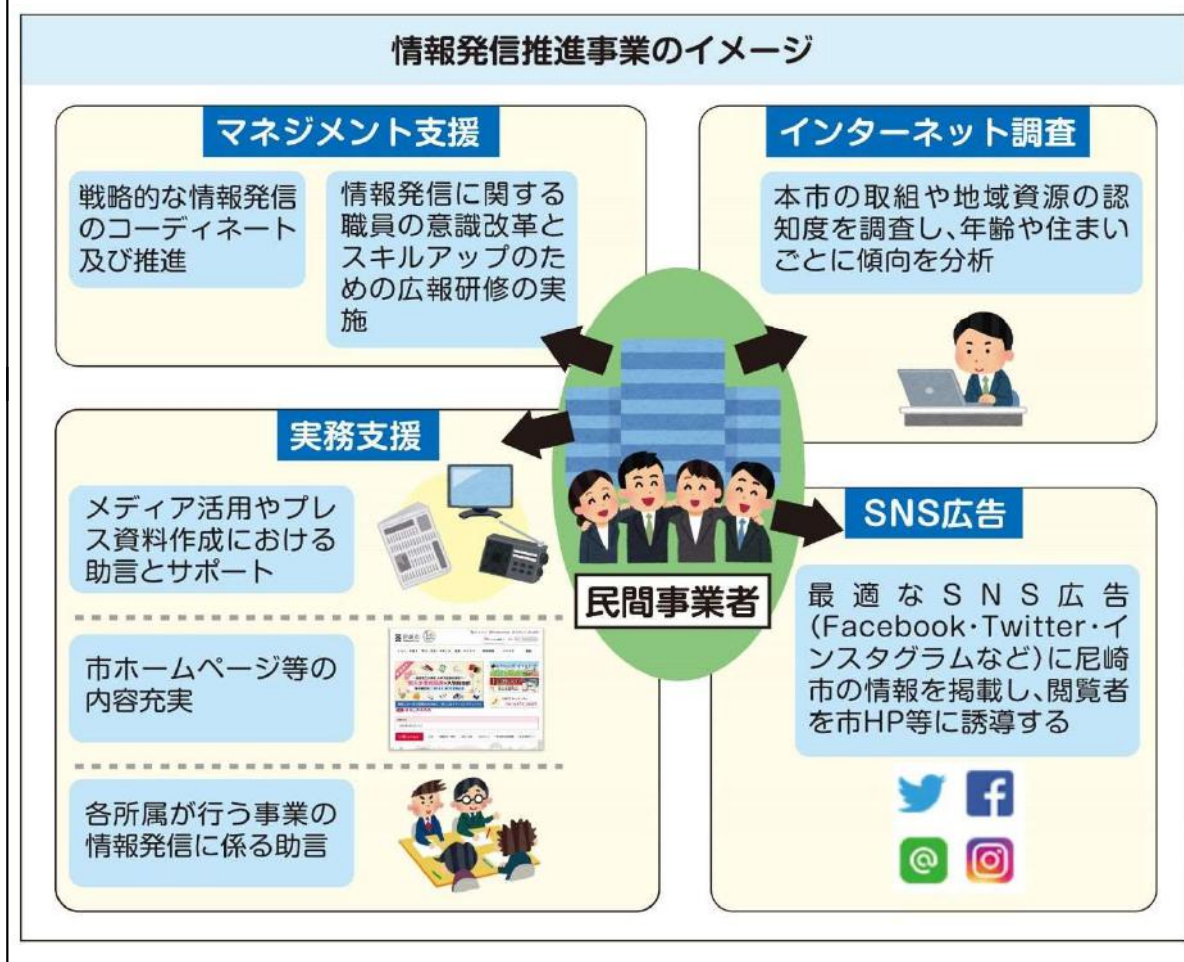 情報発信推進事業のイメージ
マネジメント支援
戦略的な情報発信
のコーディネート
及び推進
情報発信に関する
職員の意識改革と
スキルアップのた
めの広報研修の実
施
インターネット調査
本市の取組や地域資源の認
知度を調査し、年齢や住まい
ごとに傾向を分析
実務支援
メディア活用やプレ
ス資料作成における
助言とサポート
市ホームページ等の
内容充実
各所属が行う事業の
情報発信に係る助言
民間事業者
SNS広告
最適なSNS広告
(Facebook・Twitter・イ
ンスタグラムなど)に尼崎
市の情報を掲載し、閲覧者
を市HP等に誘導する